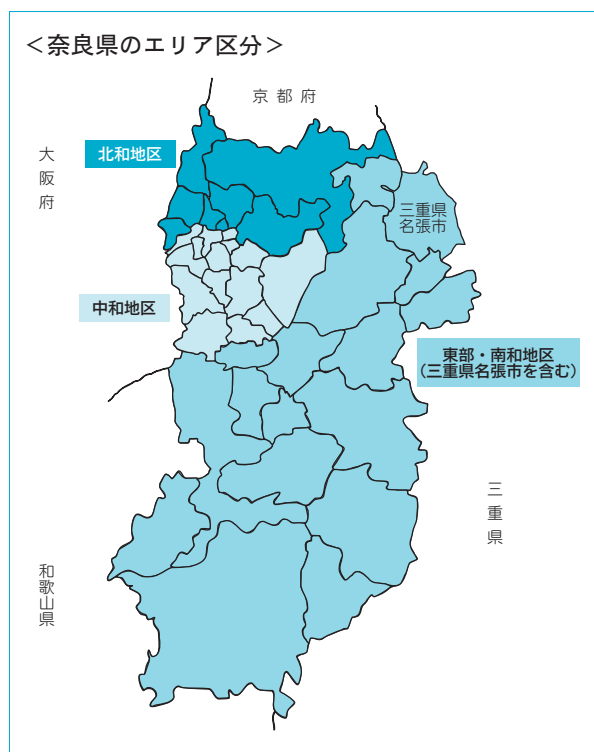 ＜奈良県のエリア区分＞
京都府
大阪府
北和地区
三重県
名張市
中和地区
東部・南和地区
（三重県名張市を含む）
三重県
和歌山県